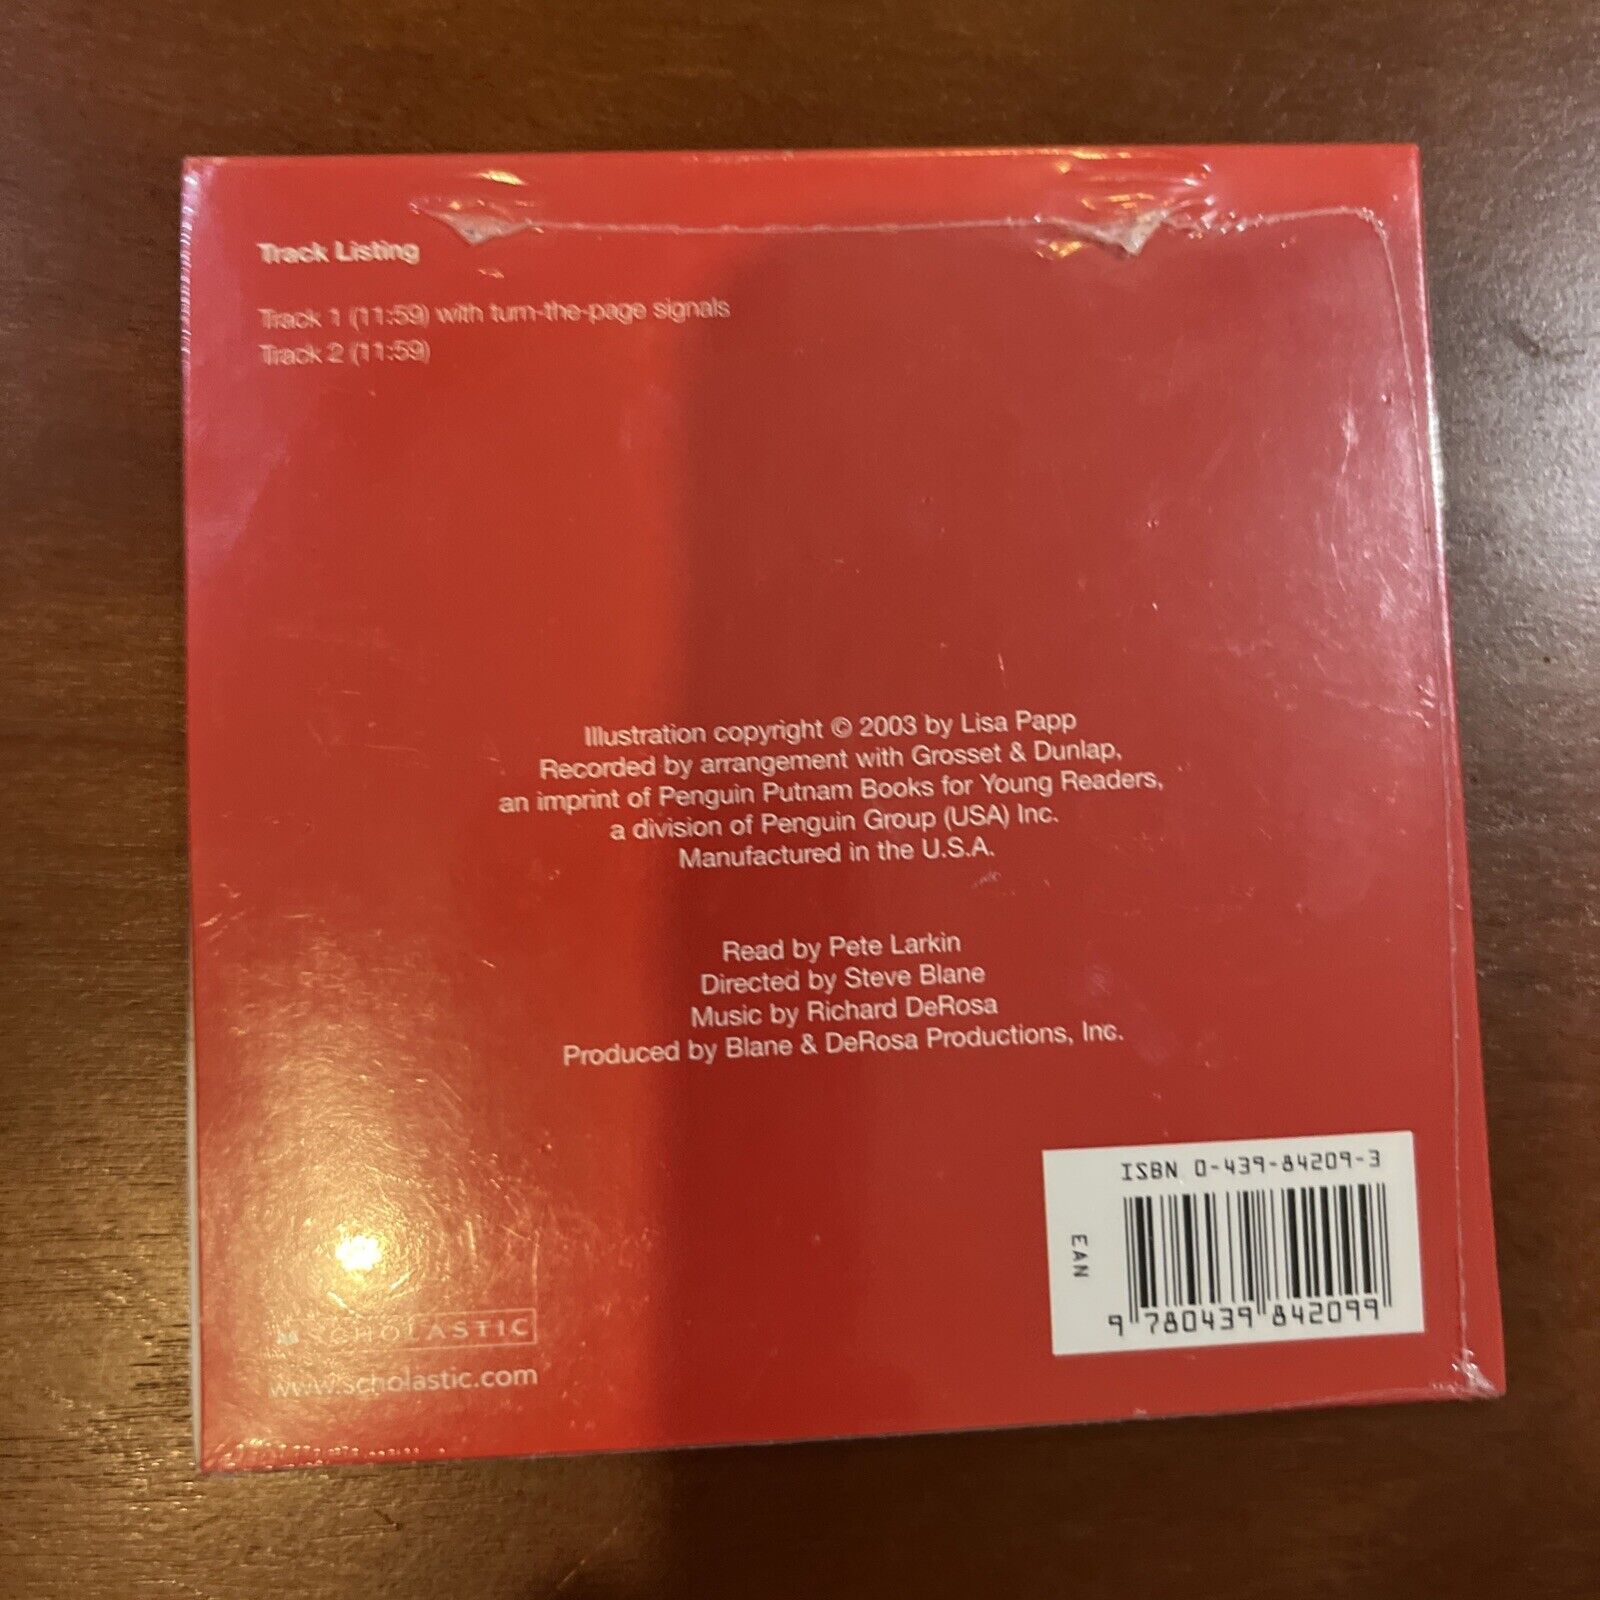 Track Listing
Track 1 (11:59) with turn-the-page signals
Track 2 (11:59)
Illustration copyright © 2003 by Lisa Papp
Recorded by arrangement with Grosset & Dunlap,
an imprint of Penguin Putnam Books for Young Readers,
a division of Penguin Group (USA) Inc.
Manufactured in the U.S.A.
Read by Pete Larkin
Directed by Steve Blane
Music by Richard DeRosa
Produced by Blane & DeRosa Productions, Inc.
ISBN 0-439-84209-3
EAN
9 780439 842099
SCHOLASTIC
www.scholastic.com